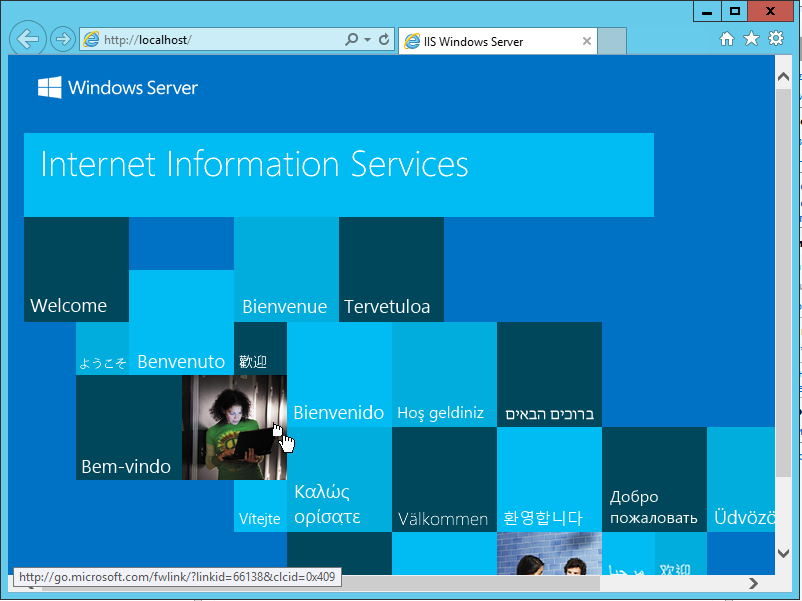 http://localhost/
IIS Windows Server
Windows Server
Internet Information Services
Welcome
Bienvenue
Tervetuloa
ようこそ
Benvenuto
歡迎
Bienvenido
Hoş geldiniz
ברוכים הבאים
Bem-vindo
Vítejte
Καλώς
ορίσατε
Välkommen
환영합니다
Добро
пожаловать
Üdvözö
欢迎
http://go.microsoft.com/fwlink/?linkid=66138&clcid=0x409